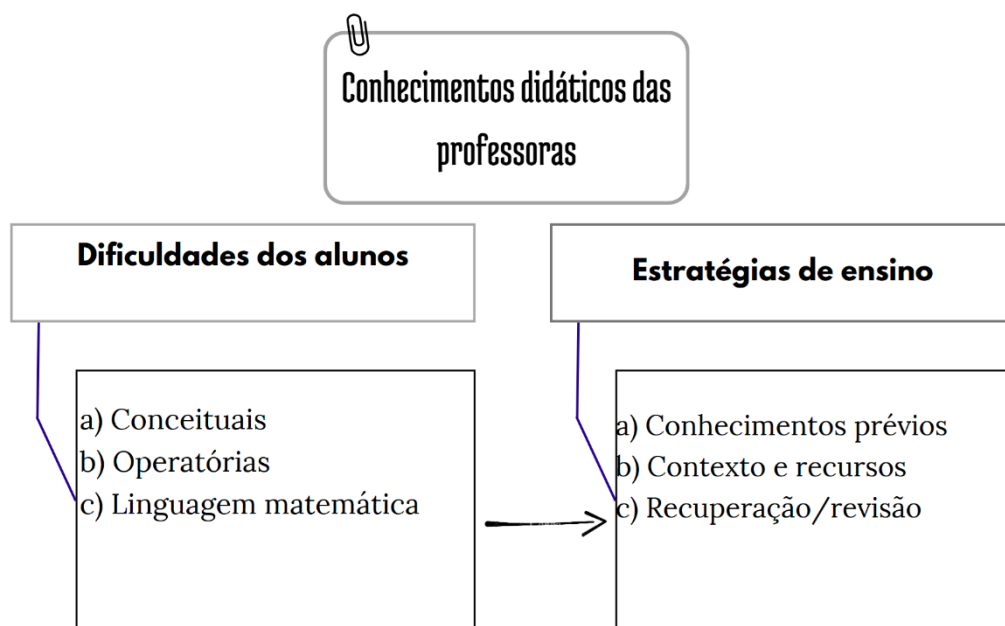 Conhecimentos didáticos das
professoras
Dificuldades dos alunos
a) Conceituais
b) Operatórias
c) Linguagem matemática
Estratégias de ensino
a) Conhecimentos prévios
b) Contexto e recursos
c) Recuperação/revisão